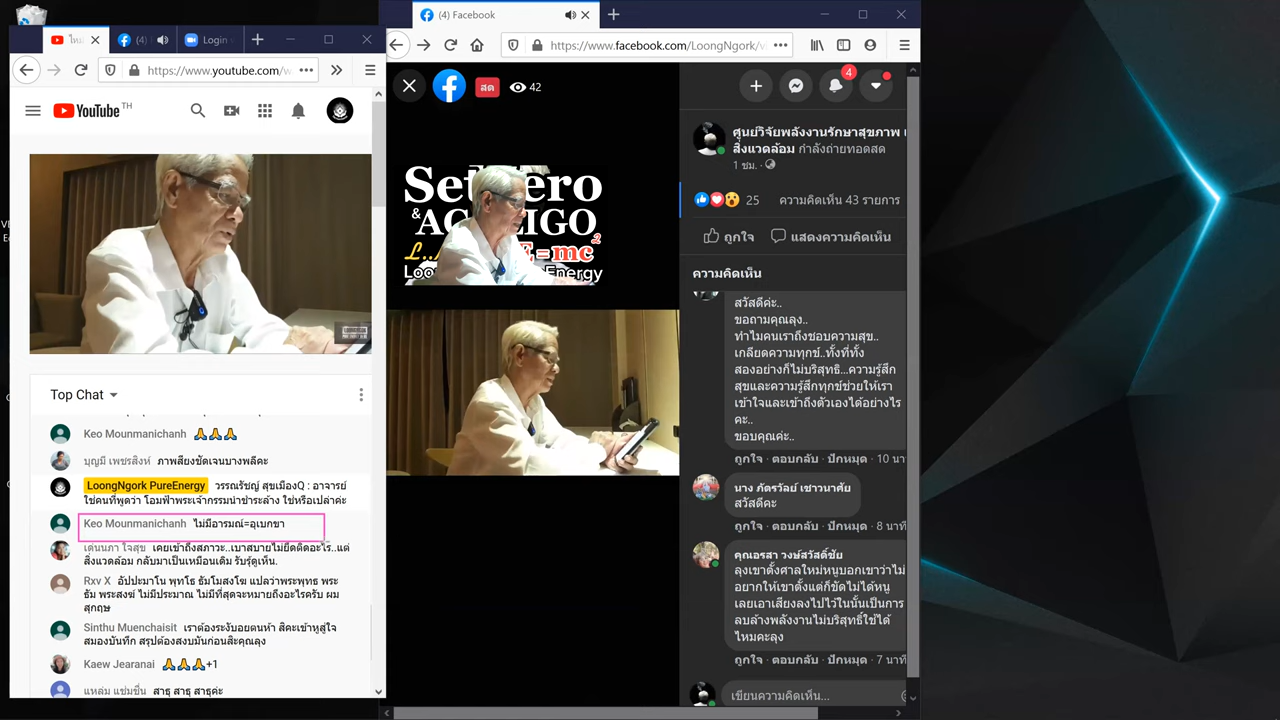 (4) Facebook
(4)
Login
https://www.youtube.com/w
https://www.facebook.com/LoongNgork/v
YouTube TH
สด
42
4
ศูนย์วิจัยพลังงานรักษาสุขภาพ
สิ่งแวดล้อม กำลังถ่ายทอดสด
1 ชม.
25 ความคิดเห็น 43 รายการ
ถูกใจ แสดงความคิดเห็น
ความคิดเห็น
สวัสดีค่ะ..
ขอถามคุณลุง..
ทำไมคนเราถึงชอบความสุข..
เกลียดความทุกข์..ทั้งที่ทั้ง
สองอย่างก็ไม่บริสุทธิ์...ความรู้สึก
สุขและความรู้สึกทุกข์ช่วยให้เรา
เข้าใจและเข้าถึงตัวเองได้อย่างไร
คะ..
ขอบคุณค่ะ..
ถูกใจ · ตอบกลับ · ปักหมุด · 10 นา
นาง ภัตรวัลย์ เชาวนาศัย
สวัสดีคะ
ถูกใจ · ตอบกลับ · ปักหมุด · 8 นา
คุณอรสา วงษ์สวัสดิ์ชัย
ลุงเขาตั้งศาลใหม่หนูบอกเขาว่าไม่
อยากให้เขาตั้งแต่ก็ขัดไม่ได้หนู
เลยเอาเสียงลงไปไว้ในนั้นเป็นการ
ลบล้างพลังงานไม่บริสุทธิ์ใช้ได้
ไหมคะลุง
ถูกใจ · ตอบกลับ · ปักหมุด · 7 นา
เขียนความคิดเห็น...
& AC
IGO
= mc²
Energy
Top Chat
Keo Mounmanichanh 🙏🙏🙏
บุญมี เพชรสิงห์ ภาพสียงขัดเจนบางพลีคะ
LoongNgork PureEnergy วรรณรัชญ์ สุขเมืองQ : อาจารย์
ใช่คนที่พูดว่า โอมฟ้าพระเจ้ากรรมนำชำระล้าง ใช่หรือเปล่าค่ะ
Keo Mounmanichanh ไม่มีอารมณ์=อุเบกขา
เด่นนภา ใจสุข เคยเข้าถึงสภาวะ..เบาสบายไม่ยึดติดอะไร..แต่
สิ่งแวดล้อม กลับมาเป็นเหมือนเดิม รับรู้ดูเห็น.
Rxv X อัปปะมาโน พุทโธ ธัมโมสงโฆ แปลว่าพระพุทธ พระ
ธัม พระสงฆ์ ไม่มีประมาณ ไม่มีที่สุดจะหมายถึงอะไรครับ ผม
สุกฤษ
Sinthu Muenchaisit เราต้องระงับอยตนห้า สิคะเข้าหูสู่ใจ
สมองบันทึก สรุปต้องสงบมันก่อนสิะคุณลุง
Kaew Jearanai 🙏🙏🙏+1
แหล่ม แช่มชื่น สาธุ สาธุ สาธุค่ะ